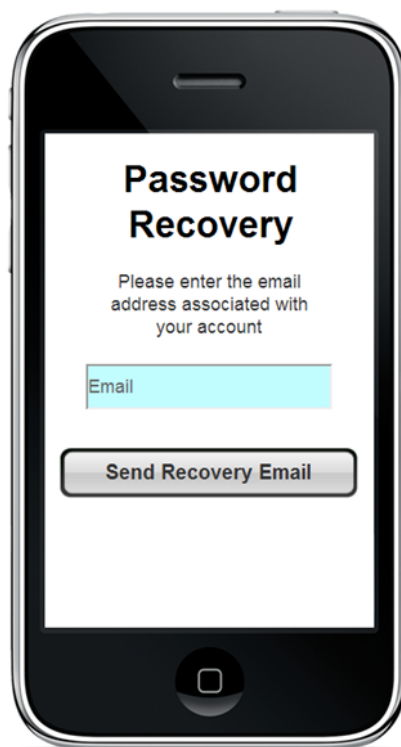 Password
Recovery
Please enter the email
address associated with
your account
Email
Send Recovery Email